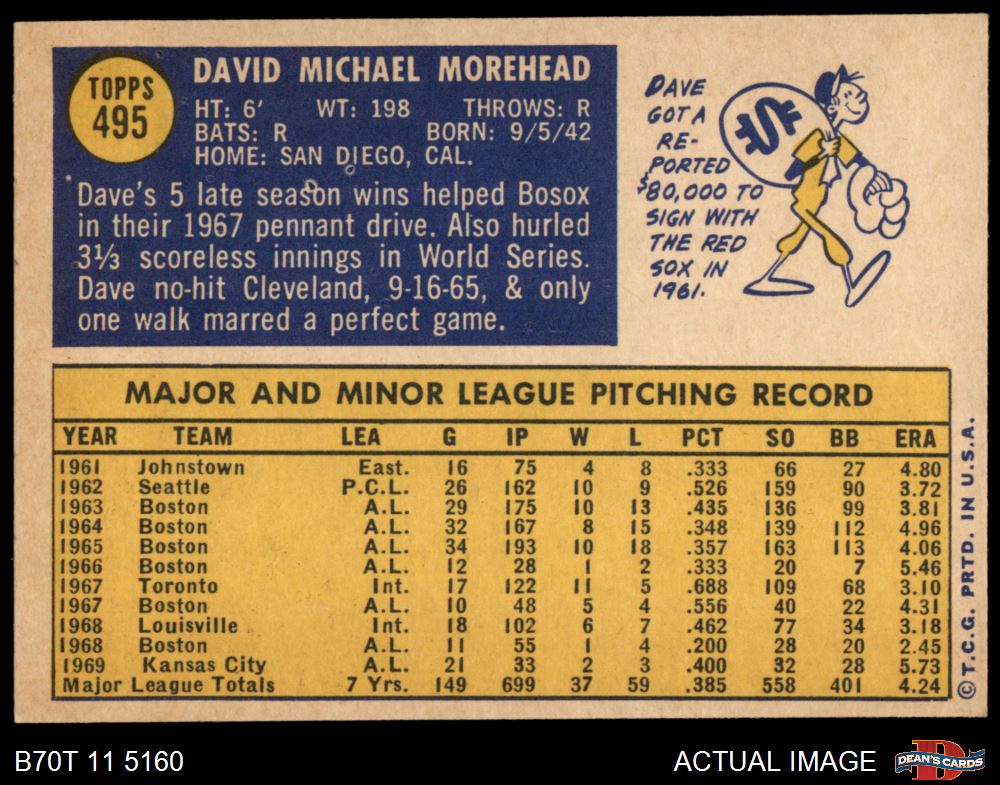 TOPPS
495
DAVID MICHAEL MOREHEAD
HT: 6' WT: 198 THROWS: R
BATS: R BORN: 9/5/42
HOME: SAN DIEGO, CAL.
Dave's 5 late season wins helped Bosox
in their 1967 pennant drive. Also hurled
3⅓ scoreless innings in World Series.
Dave no-hit Cleveland, 9-16-65, & only
one walk marred a perfect game.
DAVE
GOT A
RE-
PORTED
$80,000 TO
SIGN WITH
THE RED
SOX IN
1961.
$
MAJOR AND MINOR LEAGUE PITCHING RECORD
YEAR TEAM LEA G IP W L PCT SO BB ERA
1961 Johnstown East. 16 75 4 8 .333 66 27 4.80
1962 Seattle P.C.L. 26 162 10 9 .526 159 90 3.72
1963 Boston A.L. 29 175 10 13 .435 136 99 3.81
1964 Boston A.L. 32 167 8 15 .348 139 112 4.96
1965 Boston A.L. 34 193 10 18 .357 163 113 4.06
1966 Boston A.L. 12 28 1 2 .333 20 7 5.46
1967 Toronto Int. 17 122 11 5 .688 109 68 3.10
1967 Boston A.L. 10 48 5 4 .556 40 22 4.31
1968 Louisville Int. 18 102 6 7 .462 77 34 3.18
1968 Boston A.L. 11 55 1 4 .200 28 20 2.45
1969 Kansas City A.L. 21 33 2 3 .400 32 28 5.73
Major League Totals 7 Yrs. 149 699 37 59 .385 558 401 4.24
© T.C.G. PRTD. IN U.S.A.
B70T 11 5160
ACTUAL IMAGE
D
DEAN'S CARDS